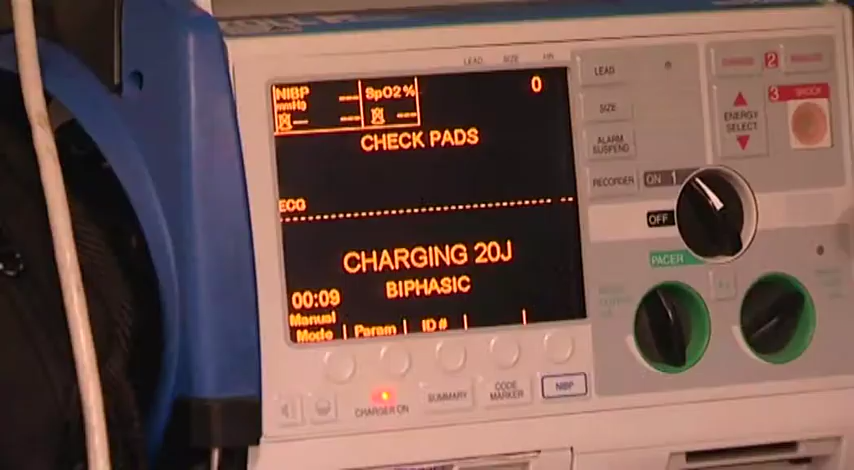 LEAD SIZE HR
NIBP
mmHg
---
---
SpO2 %
---
0
CHECK PADS
ECG
CHARGING 20J
BIPHASIC
00:09
Manual
Mode
Param
ID #
CHARGER ON
SUMMARY
CODE
MARKER
NIBP
LEAD
SIZE
ALARM
SUSPEND
RECORDER
2
3 SHOCK
ENERGY
SELECT
ON 1
OFF
PACER